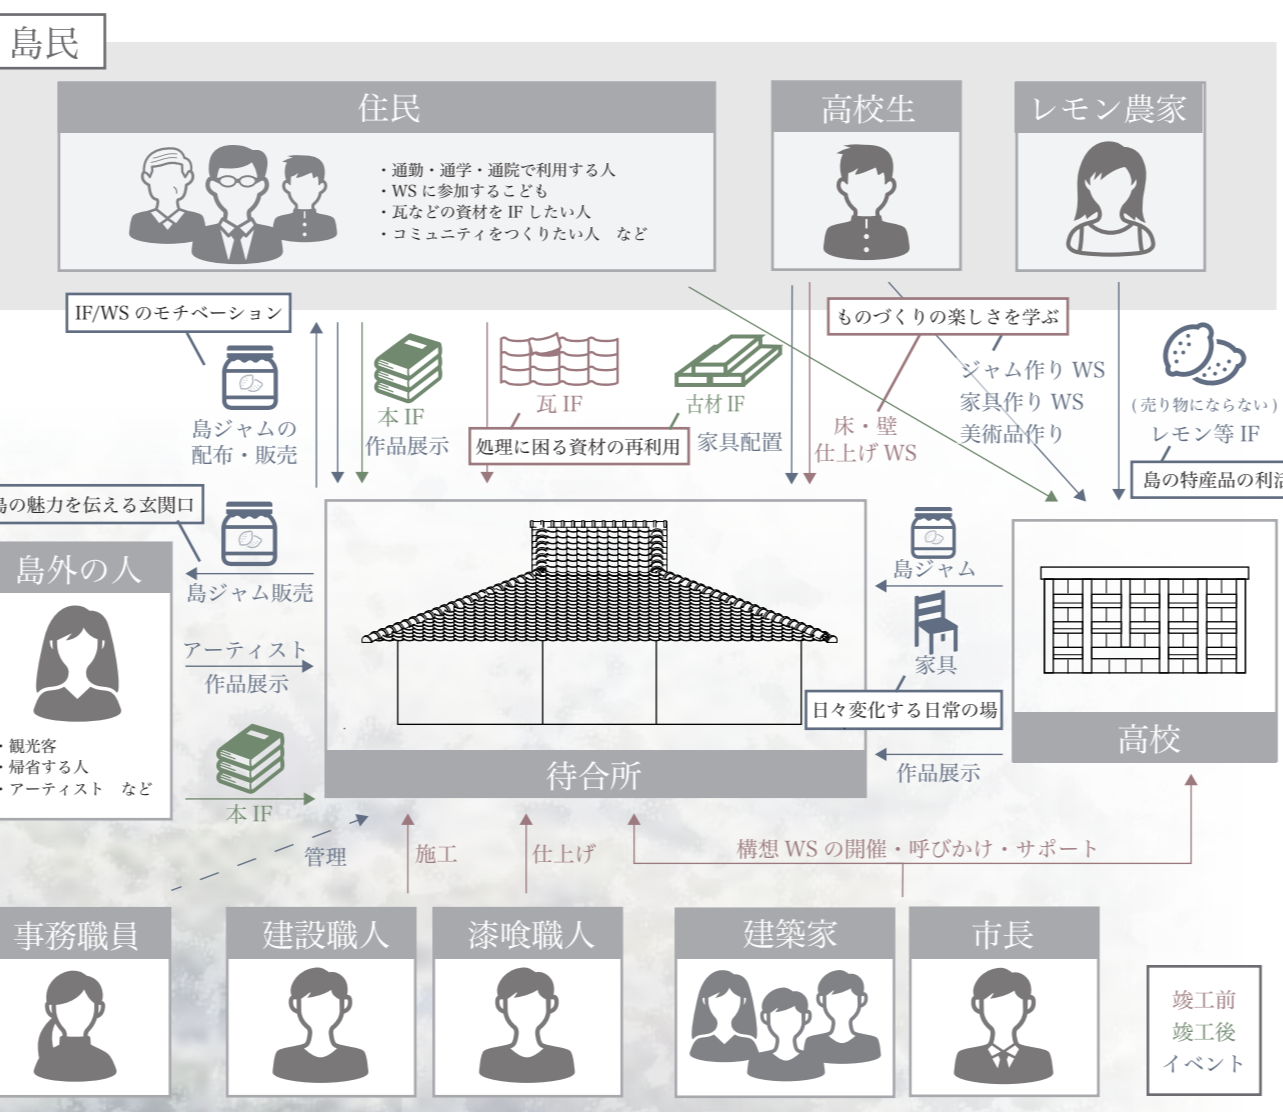 島民
住民
・通勤・通学・通院で利用する人
・WSに参加するこども
・瓦などの資材をIFしたい人
・コミュニティをつくりたい人　など
高校生
レモン農家
IF/WSのモチベーション
島ジャムの
配布・販売
本IF
作品展示
瓦IF
処理に困る資材の再利用
古材IF
家具配置
ものづくりの楽しさを学ぶ
床・壁
仕上げWS
ジャム作りWS
家具作りWS
美術品作り
(売り物にならない)
レモン等IF
島の特産品の利活
島の魅力を伝える玄関口
島ジャム販売
島外の人
・観光客
・帰省する人
・アーティスト　など
アーティスト
作品展示
本IF
待合所
島ジャム
家具
日々変化する日常の場
作品展示
高校
管理
施工
仕上げ
構想WSの開催・呼びかけ・サポート
事務職員
建設職人
漆喰職人
建築家
市長
竣工前
竣工後
イベント